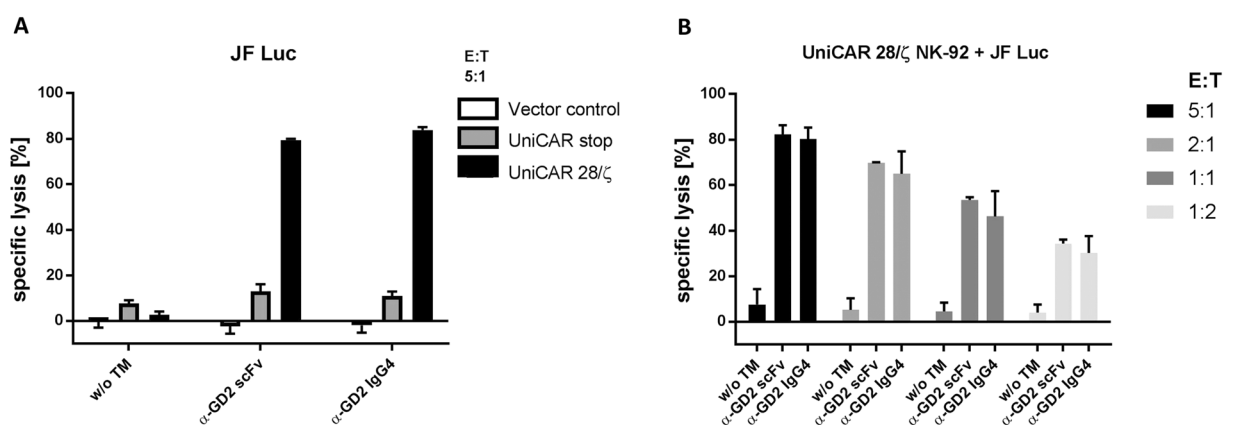 A
JF Luc
E:T
5:1
Vector control
UniCAR stop
UniCAR 28/ζ
specific lysis [%]
100
80
60
40
20
0
w/o TM
α-GD2 scFv
α-GD2 IgG4
B
UniCAR 28/ζ NK-92 + JF Luc
E:T
5:1
2:1
1:1
1:2
specific lysis [%]
100
80
60
40
20
0
w/o TM
α-GD2 scFv
α-GD2 IgG4
w/o TM
α-GD2 scFv
α-GD2 IgG4
w/o TM
α-GD2 scFv
α-GD2 IgG4
w/o TM
α-GD2 scFv
α-GD2 IgG4